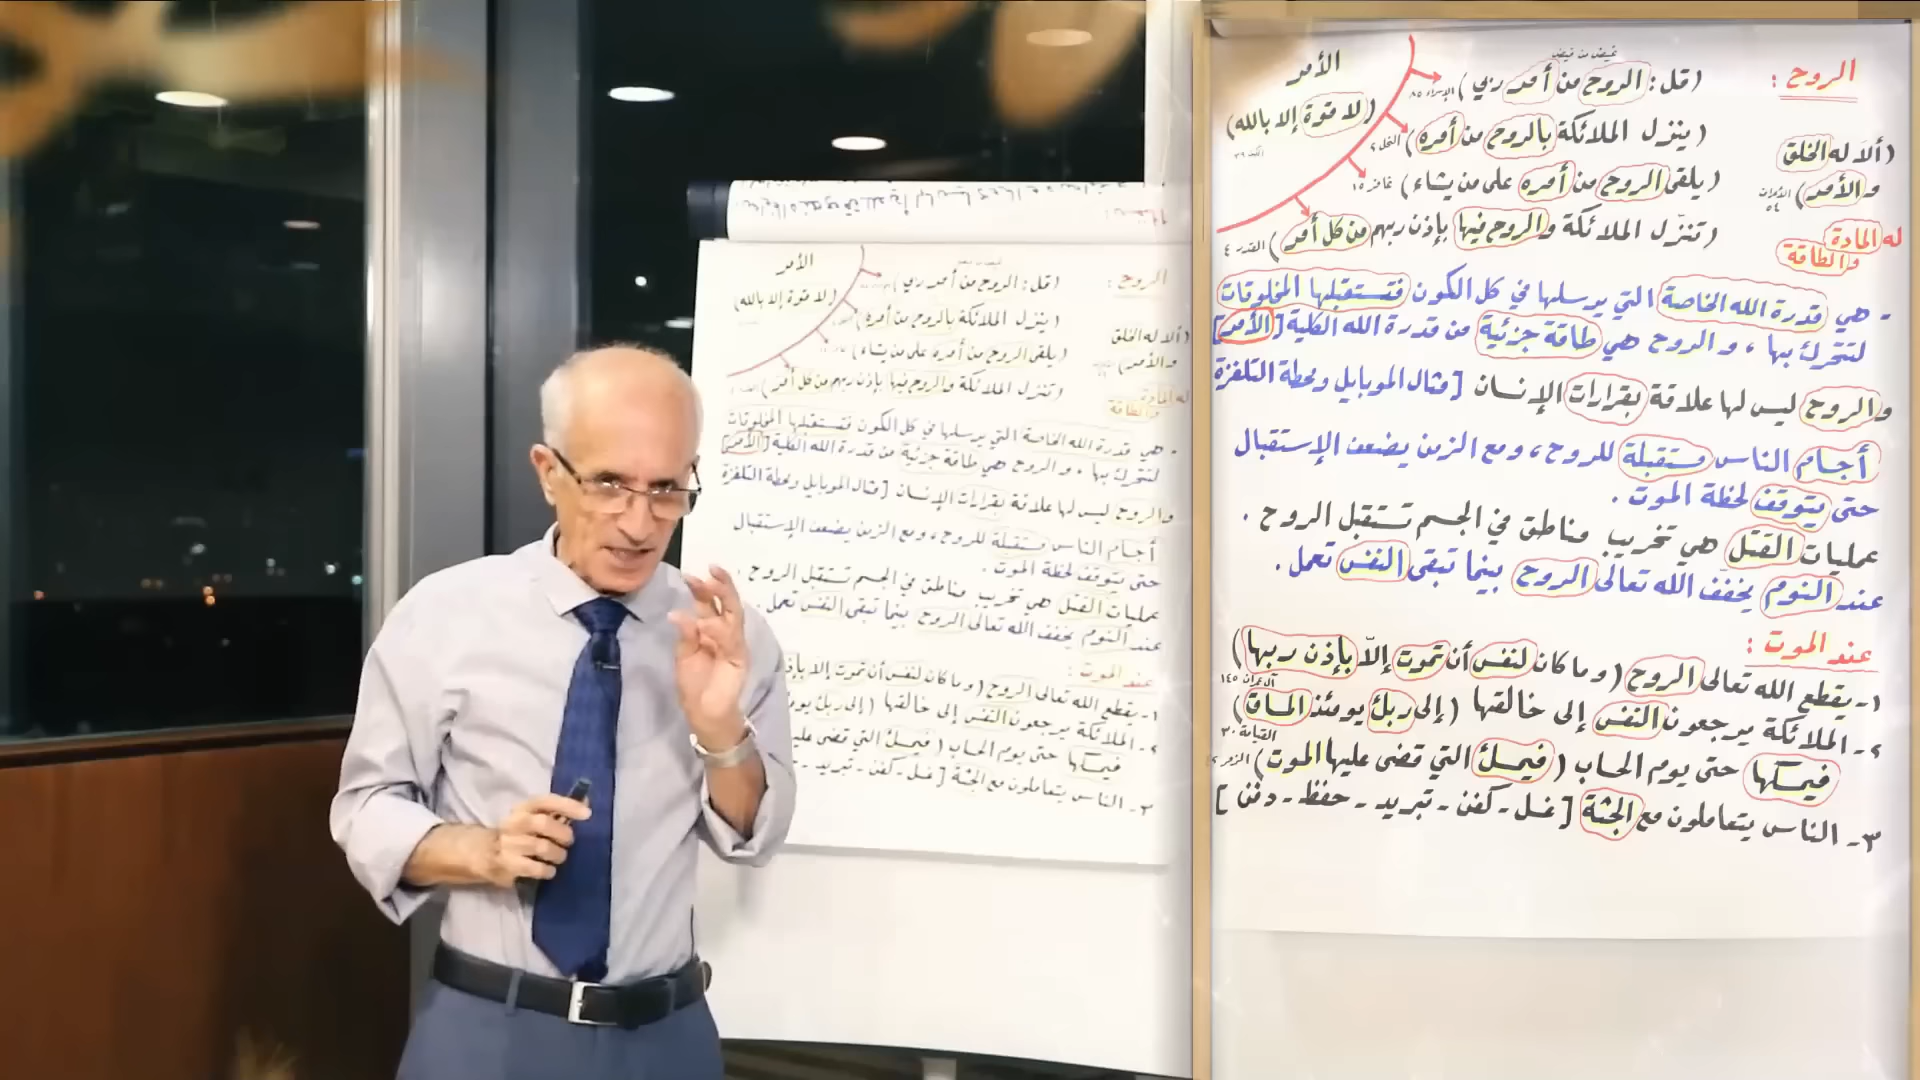 الروح :
(قل : الروح من أمر ربي) الإسراء ٨٥
الأمر
(لا قوة إلا بالله)
الكهف ٣٩
(ألا له الخلق
والأمر) الأعراف ٥٤
له المادة
والطاقة
(ينزل الملائكة بالروح من أمره) النحل ٢
(يلقي الروح من أمره على من يشاء) غافر ١٥
(تنزّل الملائكة والروح فيها بإذن ربهم من كل أمر) القدر ٤
- هي قدرة الله الخاصة التي يرسلها في كل الكون فتستقبلها المخلوقات
لتتحرك بها ، والروح هي طاقة جزئية من قدرة الله الكلية [الأمر]
والروح ليس لها علاقة بقرارات الإنسان [مثال الموبايل ومحطة التلفزة
أجسام الناس مستقبلة للروح ، ومع الزمن يضعف الإستقبال
حتى يتوقف لحظة الموت .
عمليات القتل هي تخريب مناطق في الجسم تستقبل الروح .
عند النوم يخفف الله تعالى الروح بينما تبقى النفس تعمل .
عند الموت :
١- يقطع الله تعالى الروح (وما كان لنفس أن تموت إلاّ بإذن ربها) آل عمران ١٤٥
٢- الملائكة يرجعون النفس إلى خالقها (إلى ربك يومئذ المساق) القيامة ٣٠
فيمسكها حتى يوم الحساب (فيمسك التي قضى عليها الموت) الزمر
٣- الناس يتعاملون مع الجثة [غسل - كفن - تبريد - حفظ - دفن]